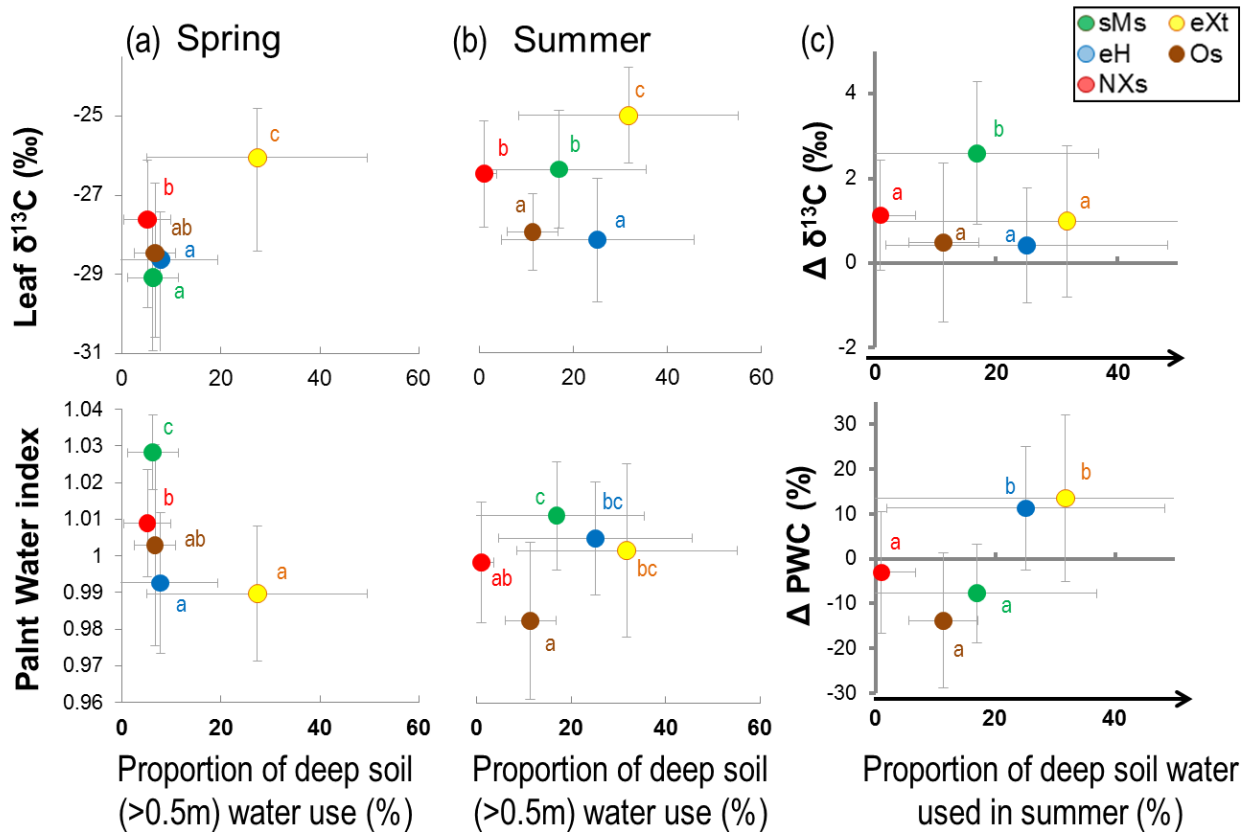 (a) Spring
(b) Summer
(c)
sMs
eXt
eH
Os
NXs
Leaf δ¹³C (‰)
-25
-27
-29
-31
0
20
40
60
c
b
ab
a
a
0
20
40
60
c
b
b
a
a
Δ δ¹³C
4
2
0
-2
0
20
40
b
a
a
a
a
Palnt Water index
1.04
1.03
1.02
1.01
1
0.99
0.98
0.97
0.96
0
20
40
60
c
b
ab
a
a
0
20
40
60
c
bc
bc
ab
a
Δ PWC (%)
30
20
10
0
-10
-20
-30
0
20
40
b
b
a
a
a
Proportion of deep soil
(>0.5m) water use (%)
Proportion of deep soil
(>0.5m) water use (%)
Proportion of deep soil water
used in summer (%)